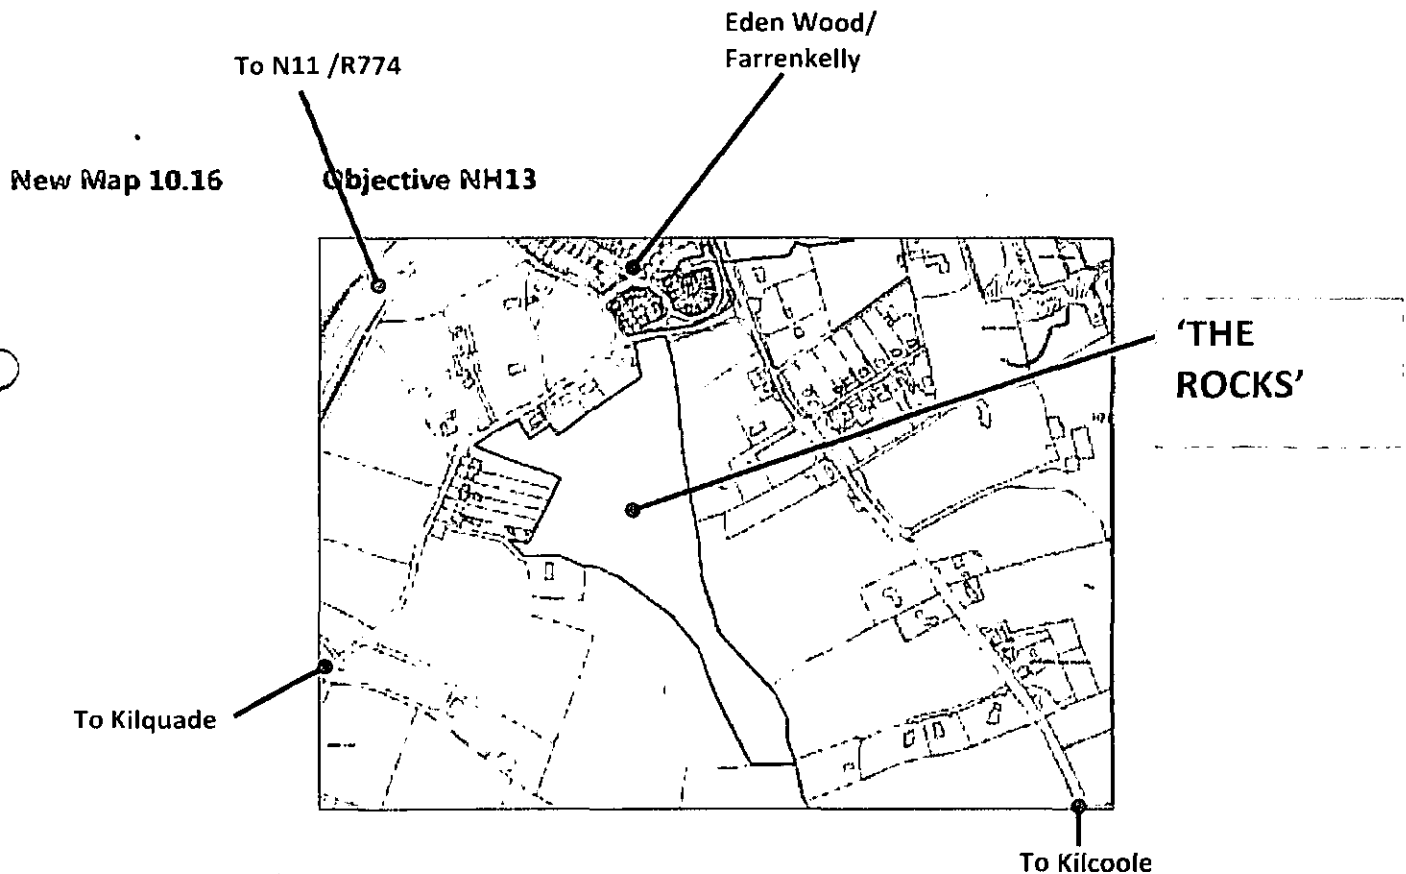 Eden Wood/
Farrenkelly
To N11 /R774
New Map 10.16 Objective NH13
'THE
ROCKS'
To Kilquade
To Kilcoole